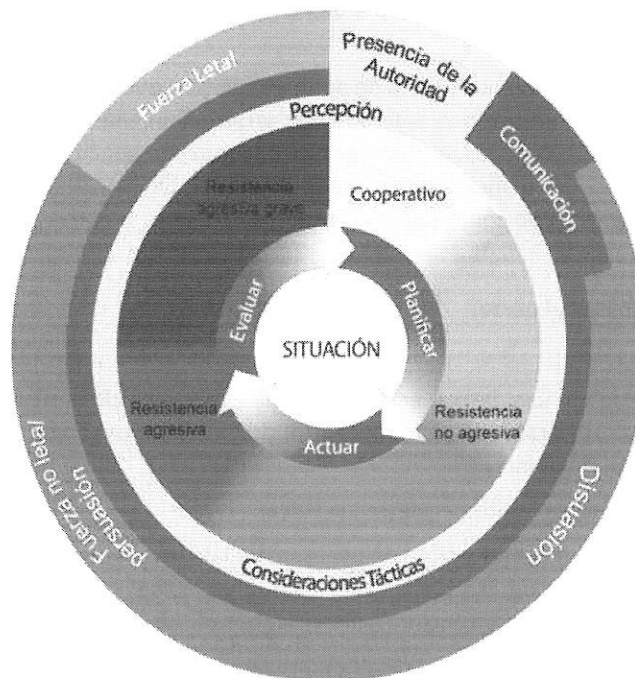 Fuerza Letal
Presencia de la
Autoridad
Comunicación
Percepción
Resistencia
agresiva grave
Cooperativo
Evaluar
Planificar
SITUACIÓN
Resistencia
agresiva
Resistencia
no agresiva
Actuar
Fuerza no letal
persuasión
Disuasión
Consideraciones Tácticas